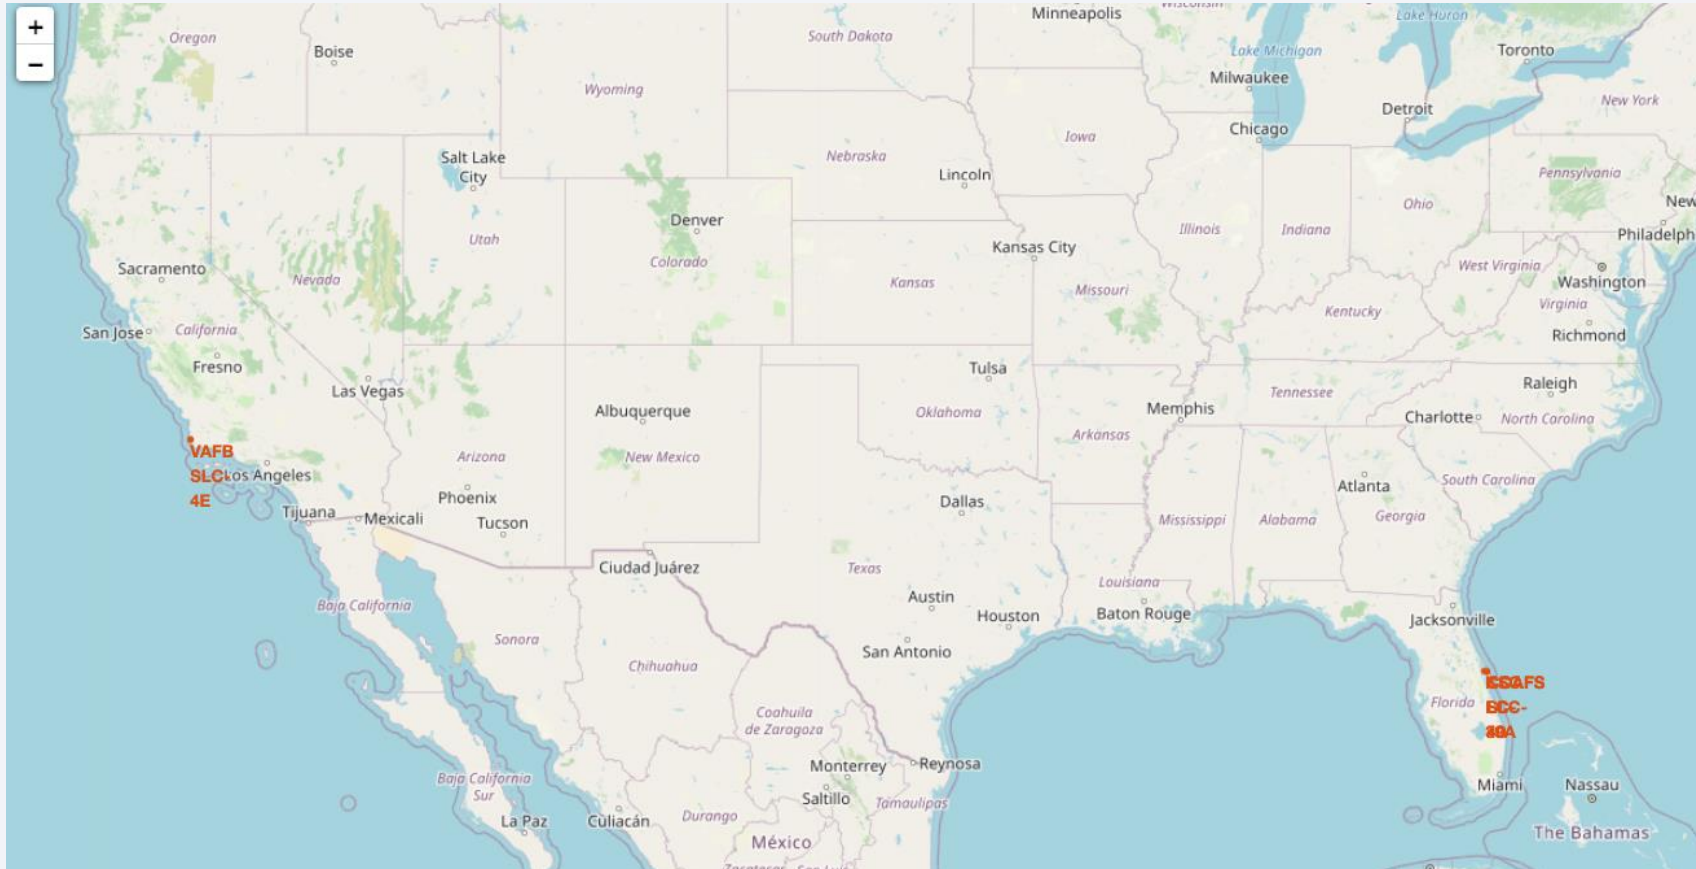 +
−
Oregon
Boise
Wyoming
South Dakota
Minneapolis
Wisconsin
Lake Michigan
Lake Huron
Toronto
Milwaukee
Detroit
New York
Chicago
Iowa
Nebraska
Lincoln
Salt Lake
City
Pennsylvania
New
Philadelph
Ohio
Illinois
Indiana
Denver
Utah
Colorado
Kansas City
Kansas
Missouri
West Virginia
Washington
Virginia
Kentucky
Richmond
Sacramento
Nevada
San Jose
California
Fresno
Las Vegas
Albuquerque
New Mexico
Arizona
Phoenix
Tucson
Tulsa
Oklahoma
Arkansas
Memphis
Tennessee
Raleigh
Charlotte
North Carolina
South Carolina
Atlanta
Georgia
Alabama
Mississippi
Dallas
VAFB
SLC-
4E
Los Angeles
Tijuana
Mexicali
Ciudad Juárez
Texas
Austin
Houston
San Antonio
Louisiana
Baton Rouge
Jacksonville
Florida
Miami
Nassau
The Bahamas
Baja California
Sonora
Chihuahua
Coahuila
de Zaragoza
Monterrey
Reynosa
Saltillo
Tamaulipas
Baja California
Sur
La Paz
Culiacán
Durango
México